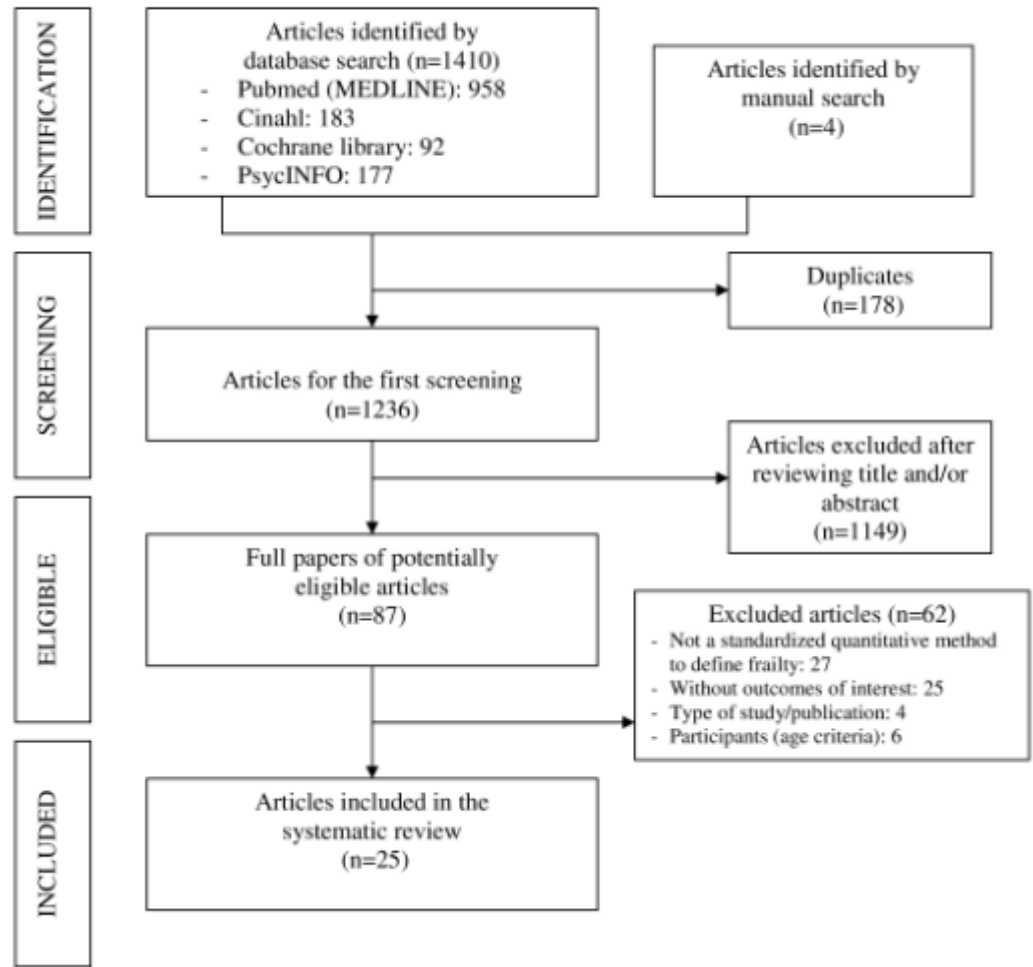 IDENTIFICATION
Articles identified by
database search (n=1410)
- Pubmed (MEDLINE): 958
- Cinahl: 183
- Cochrane library: 92
- PsycINFO: 177
Articles identified by
manual search
(n=4)
SCREENING
Duplicates
(n=178)
Articles for the first screening
(n=1236)
Articles excluded after
reviewing title and/or
abstract
(n=1149)
ELIGIBLE
Full papers of potentially
eligible articles
(n=87)
Excluded articles (n=62)
- Not a standardized quantitative method
to define frailty: 27
- Without outcomes of interest: 25
- Type of study/publication: 4
- Participants (age criteria): 6
INCLUDED
Articles included in the
systematic review
(n=25)